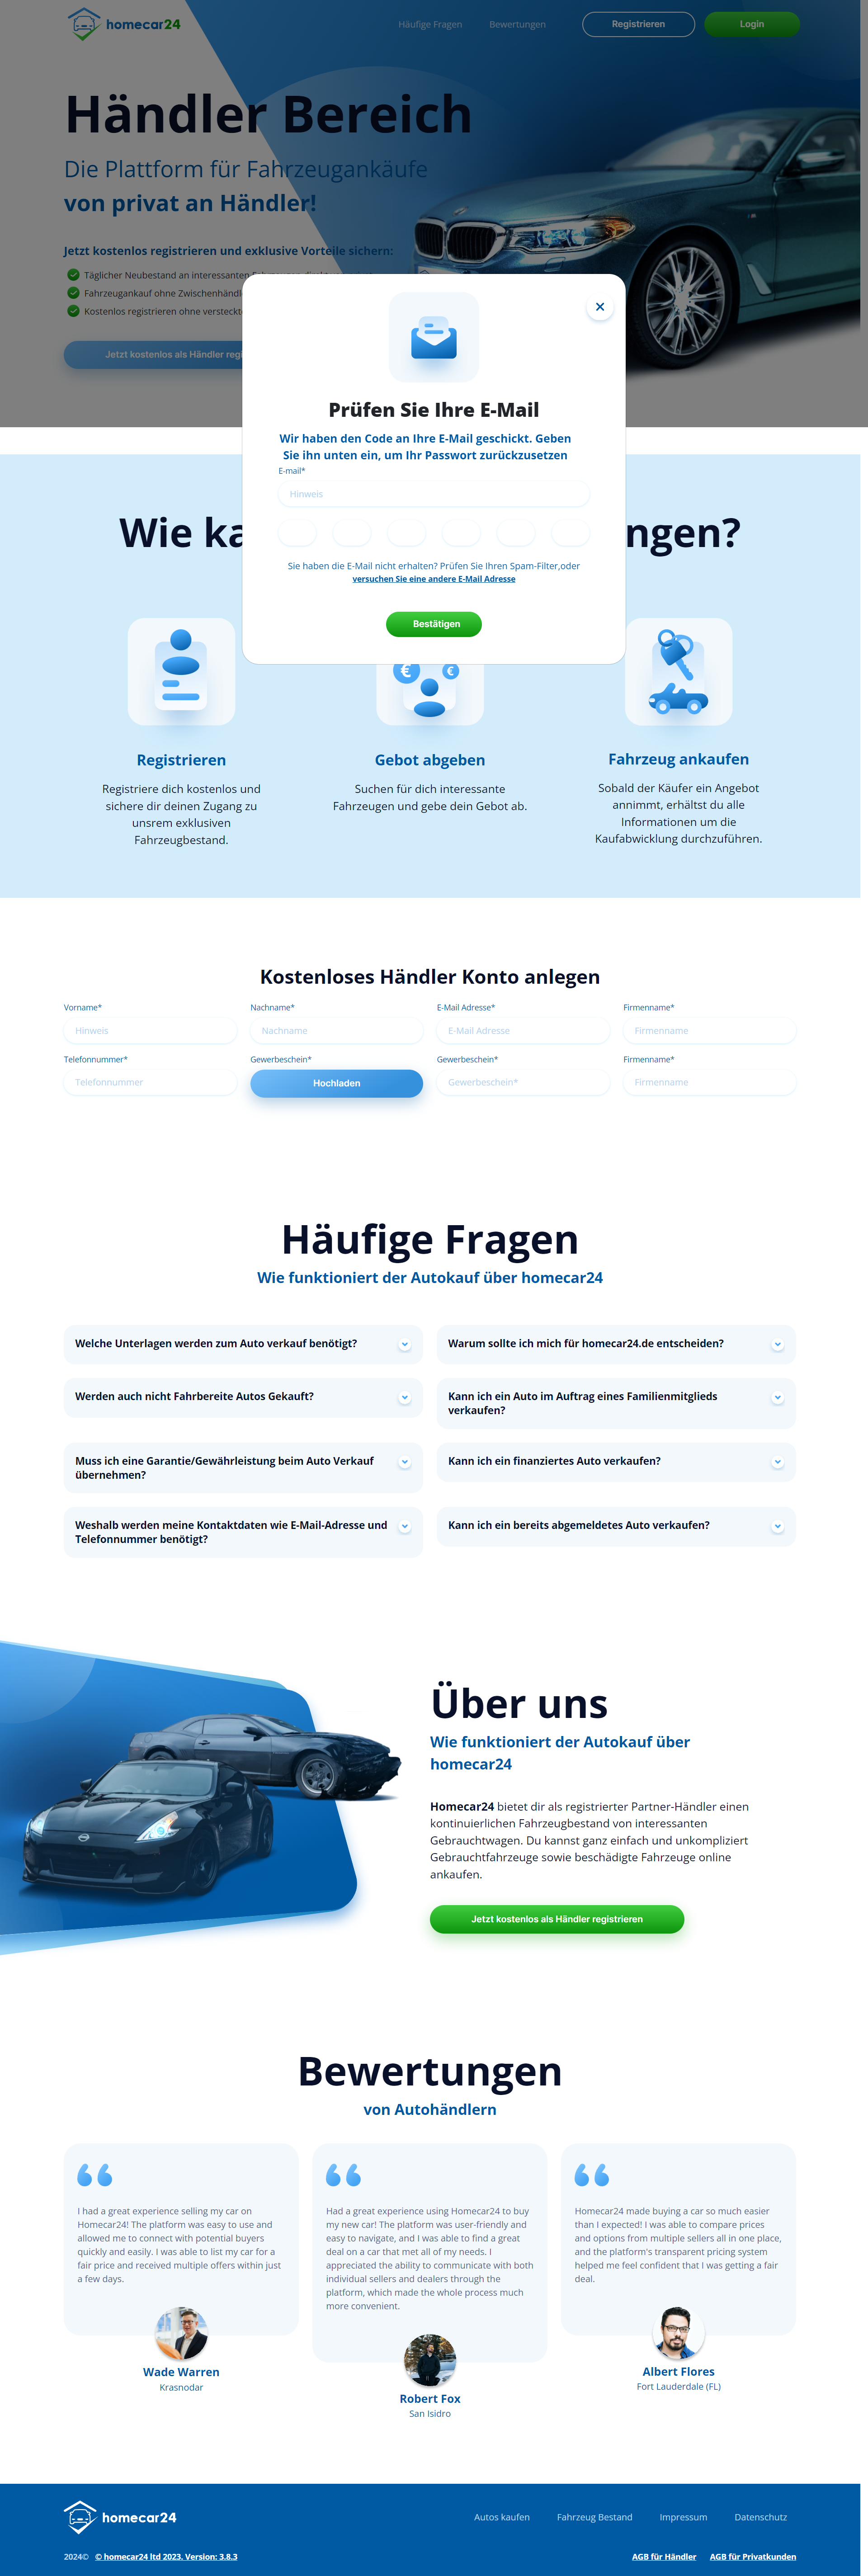 homecar24
Häufige Fragen
Bewertungen
Registrieren
Login
Händler Bereich
Die Plattform für Fahrzeugankäufe
von privat an Händler!
Jetzt kostenlos registrieren und exklusive Vorteile sichern:
Täglicher Neubestand an interessanten
Fahrzeugankauf ohne
Kostenlos registrieren ohne
Jetzt kostenlos als Händler
Prüfen Sie Ihre E-Mail
Wir haben den Code an Ihre E-Mail geschickt. Geben
Sie ihn unten ein, um Ihr Passwort zurückzusetzen
E-mail*
Hinweis
Sie haben die E-Mail nicht erhalten? Prüfen Sie Ihren Spam-Filter,oder
versuchen Sie eine andere E-Mail Adresse
Bestätigen
Wie
Registrieren
Registriere dich kostenlos und
sichere dir deinen Zugang zu
unsrem exklusiven
Fahrzeugbestand.
€ €
Gebot abgeben
Suchen für dich interessante
Fahrzeugen und gebe dein Gebot ab.
Fahrzeug ankaufen
Sobald der Käufer ein Angebot
annimmt, erhältst du alle
Informationen um die
Kaufabwicklung durchzuführen.
Kostenloses Händler Konto anlegen
Vorname*
Hinweis
Nachname*
Nachname
E-Mail Adresse*
E-Mail Adresse
Firmenname*
Firmenname
Telefonnummer*
Telefonnummer
Gewerbeschein*
Hochladen
Gewerbeschein*
Gewerbeschein*
Firmenname*
Firmenname
Häufige Fragen
Wie funktioniert der Autokauf über homecar24
Welche Unterlagen werden zum Auto verkauf benötigt?
Warum sollte ich mich für homecar24.de entscheiden?
Werden auch nicht Fahrbereite Autos Gekauft?
Kann ich ein Auto im Auftrag eines Familienmitglieds
verkaufen?
Muss ich eine Garantie/Gewährleistung beim Auto Verkauf
übernehmen?
Kann ich ein finanziertes Auto verkaufen?
Weshalb werden meine Kontaktdaten wie E-Mail-Adresse und
Telefonnummer benötigt?
Kann ich ein bereits abgemeldetes Auto verkaufen?
Über uns
Wie funktioniert der Autokauf über
homecar24
Homecar24 bietet dir als registrierter Partner-Händler einen
kontinuierlichen Fahrzeugbestand von interessanten
Gebrauchtwagen. Du kannst ganz einfach und unkompliziert
Gebrauchtfahrzeuge sowie beschädigte Fahrzeuge online
ankaufen.
Jetzt kostenlos als Händler registrieren
Bewertungen
von Autohändlern
I had a great experience selling my car on
Homecar24! The platform was easy to use and
allowed me to connect with potential buyers
quickly and easily. I was able to list my car for a
fair price and received multiple offers within just
a few days.
Wade Warren
Krasnodar
Had a great experience using Homecar24 to buy
my new car! The platform was user-friendly and
easy to navigate, and I was able to find a great
deal on a car that met all of my needs. I
appreciated the ability to communicate with both
individual sellers and dealers through the
platform, which made the whole process much
more convenient.
Robert Fox
San Isidro
Homecar24 made buying a car so much easier
than I expected! I was able to compare prices
and options from multiple sellers all in one place,
and the platform's transparent pricing system
helped me feel confident that I was getting a fair
deal.
Albert Flores
Fort Lauderdale (FL)
homecar24
Autos kaufen
Fahrzeug Bestand
Impressum
Datenschutz
2024© © homecar24 ltd 2023. Version: 3.8.3
AGB für Händler
AGB für Privatkunden